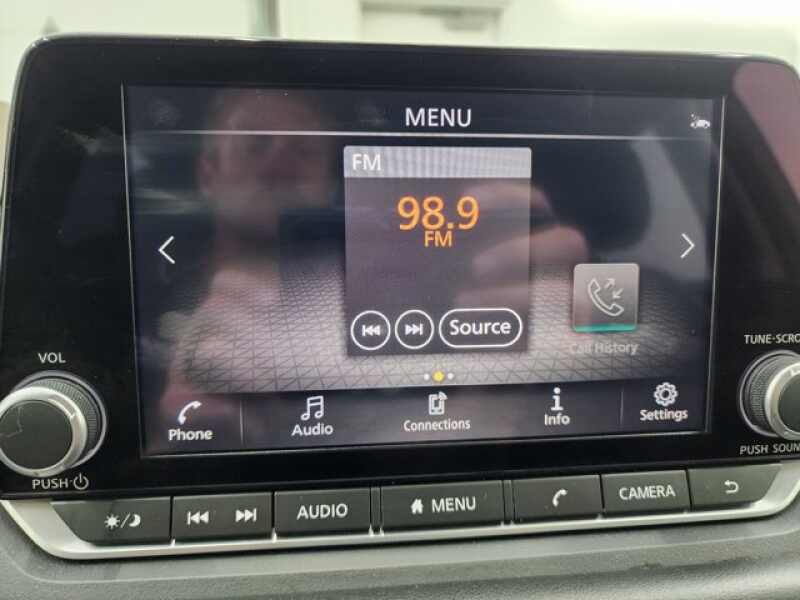 MENU
FM
98.9
FM
Source
Call History
VOL
TUNE·SCRO
Phone
Audio
Connections
Info
Settings
PUSH
PUSH SOUN
AUDIO
MENU
CAMERA